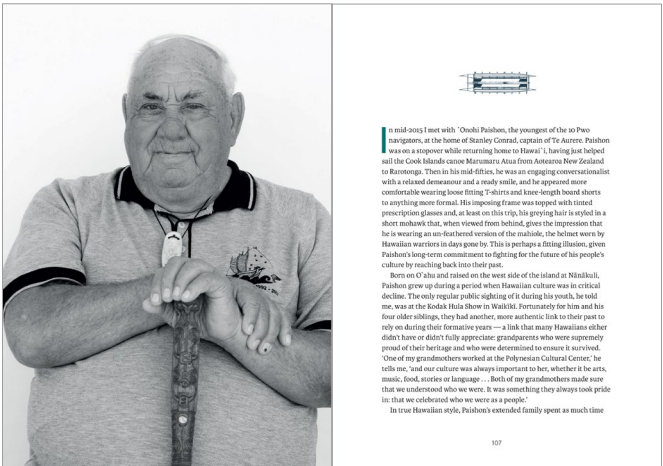 In mid-2015 I met with `Onohi Paishon, the youngest of the 10 Pwo
navigators, at the home of Stanley Conrad, captain of Te Aurere. Paishon
was on a stopover while returning home to Hawai`i, having just helped
sail the Cook Islands canoe Marumaru Atua from Aotearoa New Zealand
to Rarotonga. Then in his mid-fifties, he was an engaging conversationalist
with a relaxed demeanour and a ready smile, and he appeared more
comfortable wearing loose fitting T-shirts and knee-length board shorts
to anything more formal. His imposing frame was topped with tinted
prescription glasses and, at least on this trip, his greying hair is styled in a
short mohawk that, when viewed from behind, gives the impression that
he is wearing an un-feathered version of the mahiole, the helmet worn by
Hawaiian warriors in days gone by. This is perhaps a fitting illusion, given
Paishon's long-term commitment to fighting for the future of his people's
culture by reaching back into their past.
Born on O`ahu and raised on the west side of the island at Nānākuli,
Paishon grew up during a period when Hawaiian culture was in critical
decline. The only regular public sighting of it during his youth, he told
me, was at the Kodak Hula Show in Waikīkī. Fortunately for him and his
four older siblings, they had another, more authentic link to their past to
rely on during their formative years — a link that many Hawaiians either
didn't have or didn't fully appreciate: grandparents who were supremely
proud of their heritage and who were determined to ensure it survived.
'One of my grandmothers worked at the Polynesian Cultural Center,' he
tells me, 'and our culture was always important to her, whether it be arts,
music, food, stories or language . . . Both of my grandmothers made sure
that we understood who we were. It was something they always took pride
in: that we celebrated who we were as a people.'
In true Hawaiian style, Paishon's extended family spent as much time
107